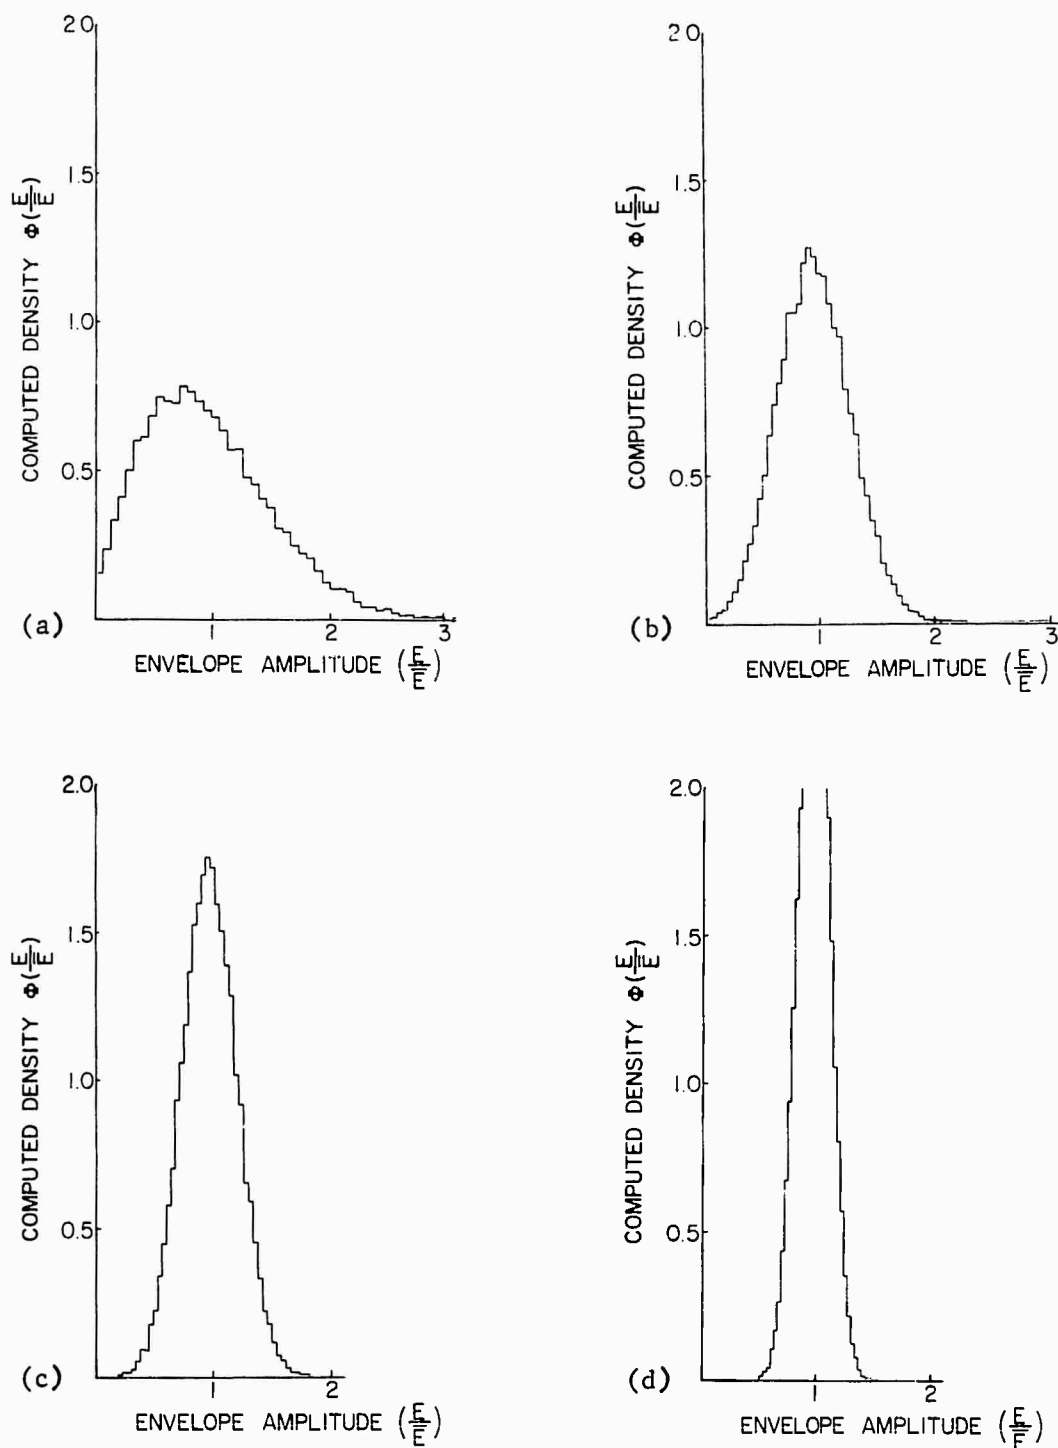 2.0
1.5
1.0
0.5
COMPUTED DENSITY Φ(E/E̿)
(a)
1 2 3
ENVELOPE AMPLITUDE (E/E̿)
2.0
1.5
1.0
0.5
COMPUTED DENSITY Φ(E/E̿)
(b)
1 2 3
ENVELOPE AMPLITUDE (E/E̿)
2.0
1.5
1.0
0.5
COMPUTED DENSITY Φ(E/E̿)
(c)
1 2
ENVELOPE AMPLITUDE (E/E̿)
2.0
1.5
1.0
0.5
COMPUTED DENSITY Φ(E/E̿)
(d)
1 2
ENVELOPE AMPLITUDE (E/E̿)